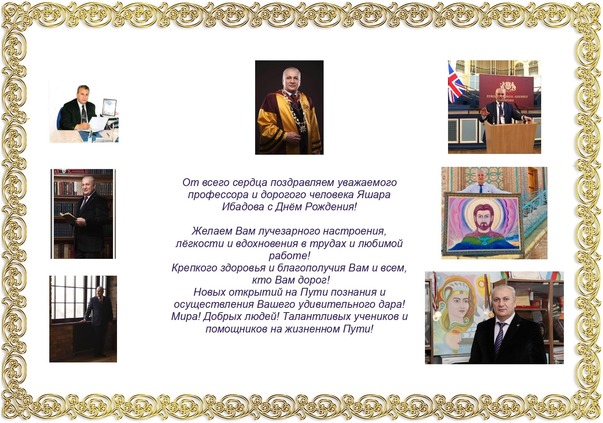 От всего сердца поздравляем уважаемого
профессора и дорогого человека Яшара
Ибадова с Днём Рождения!
Желаем Вам лучезарного настроения,
лёгкости и вдохновения в трудах и любимой
работе!
Крепкого здоровья и благополучия Вам и всем,
кто Вам дорог!
Новых открытий на Пути познания и
осуществления Вашего удивительного дара!
Мира! Добрых людей! Талантливых учеников и
помощников на жизненном Пути!